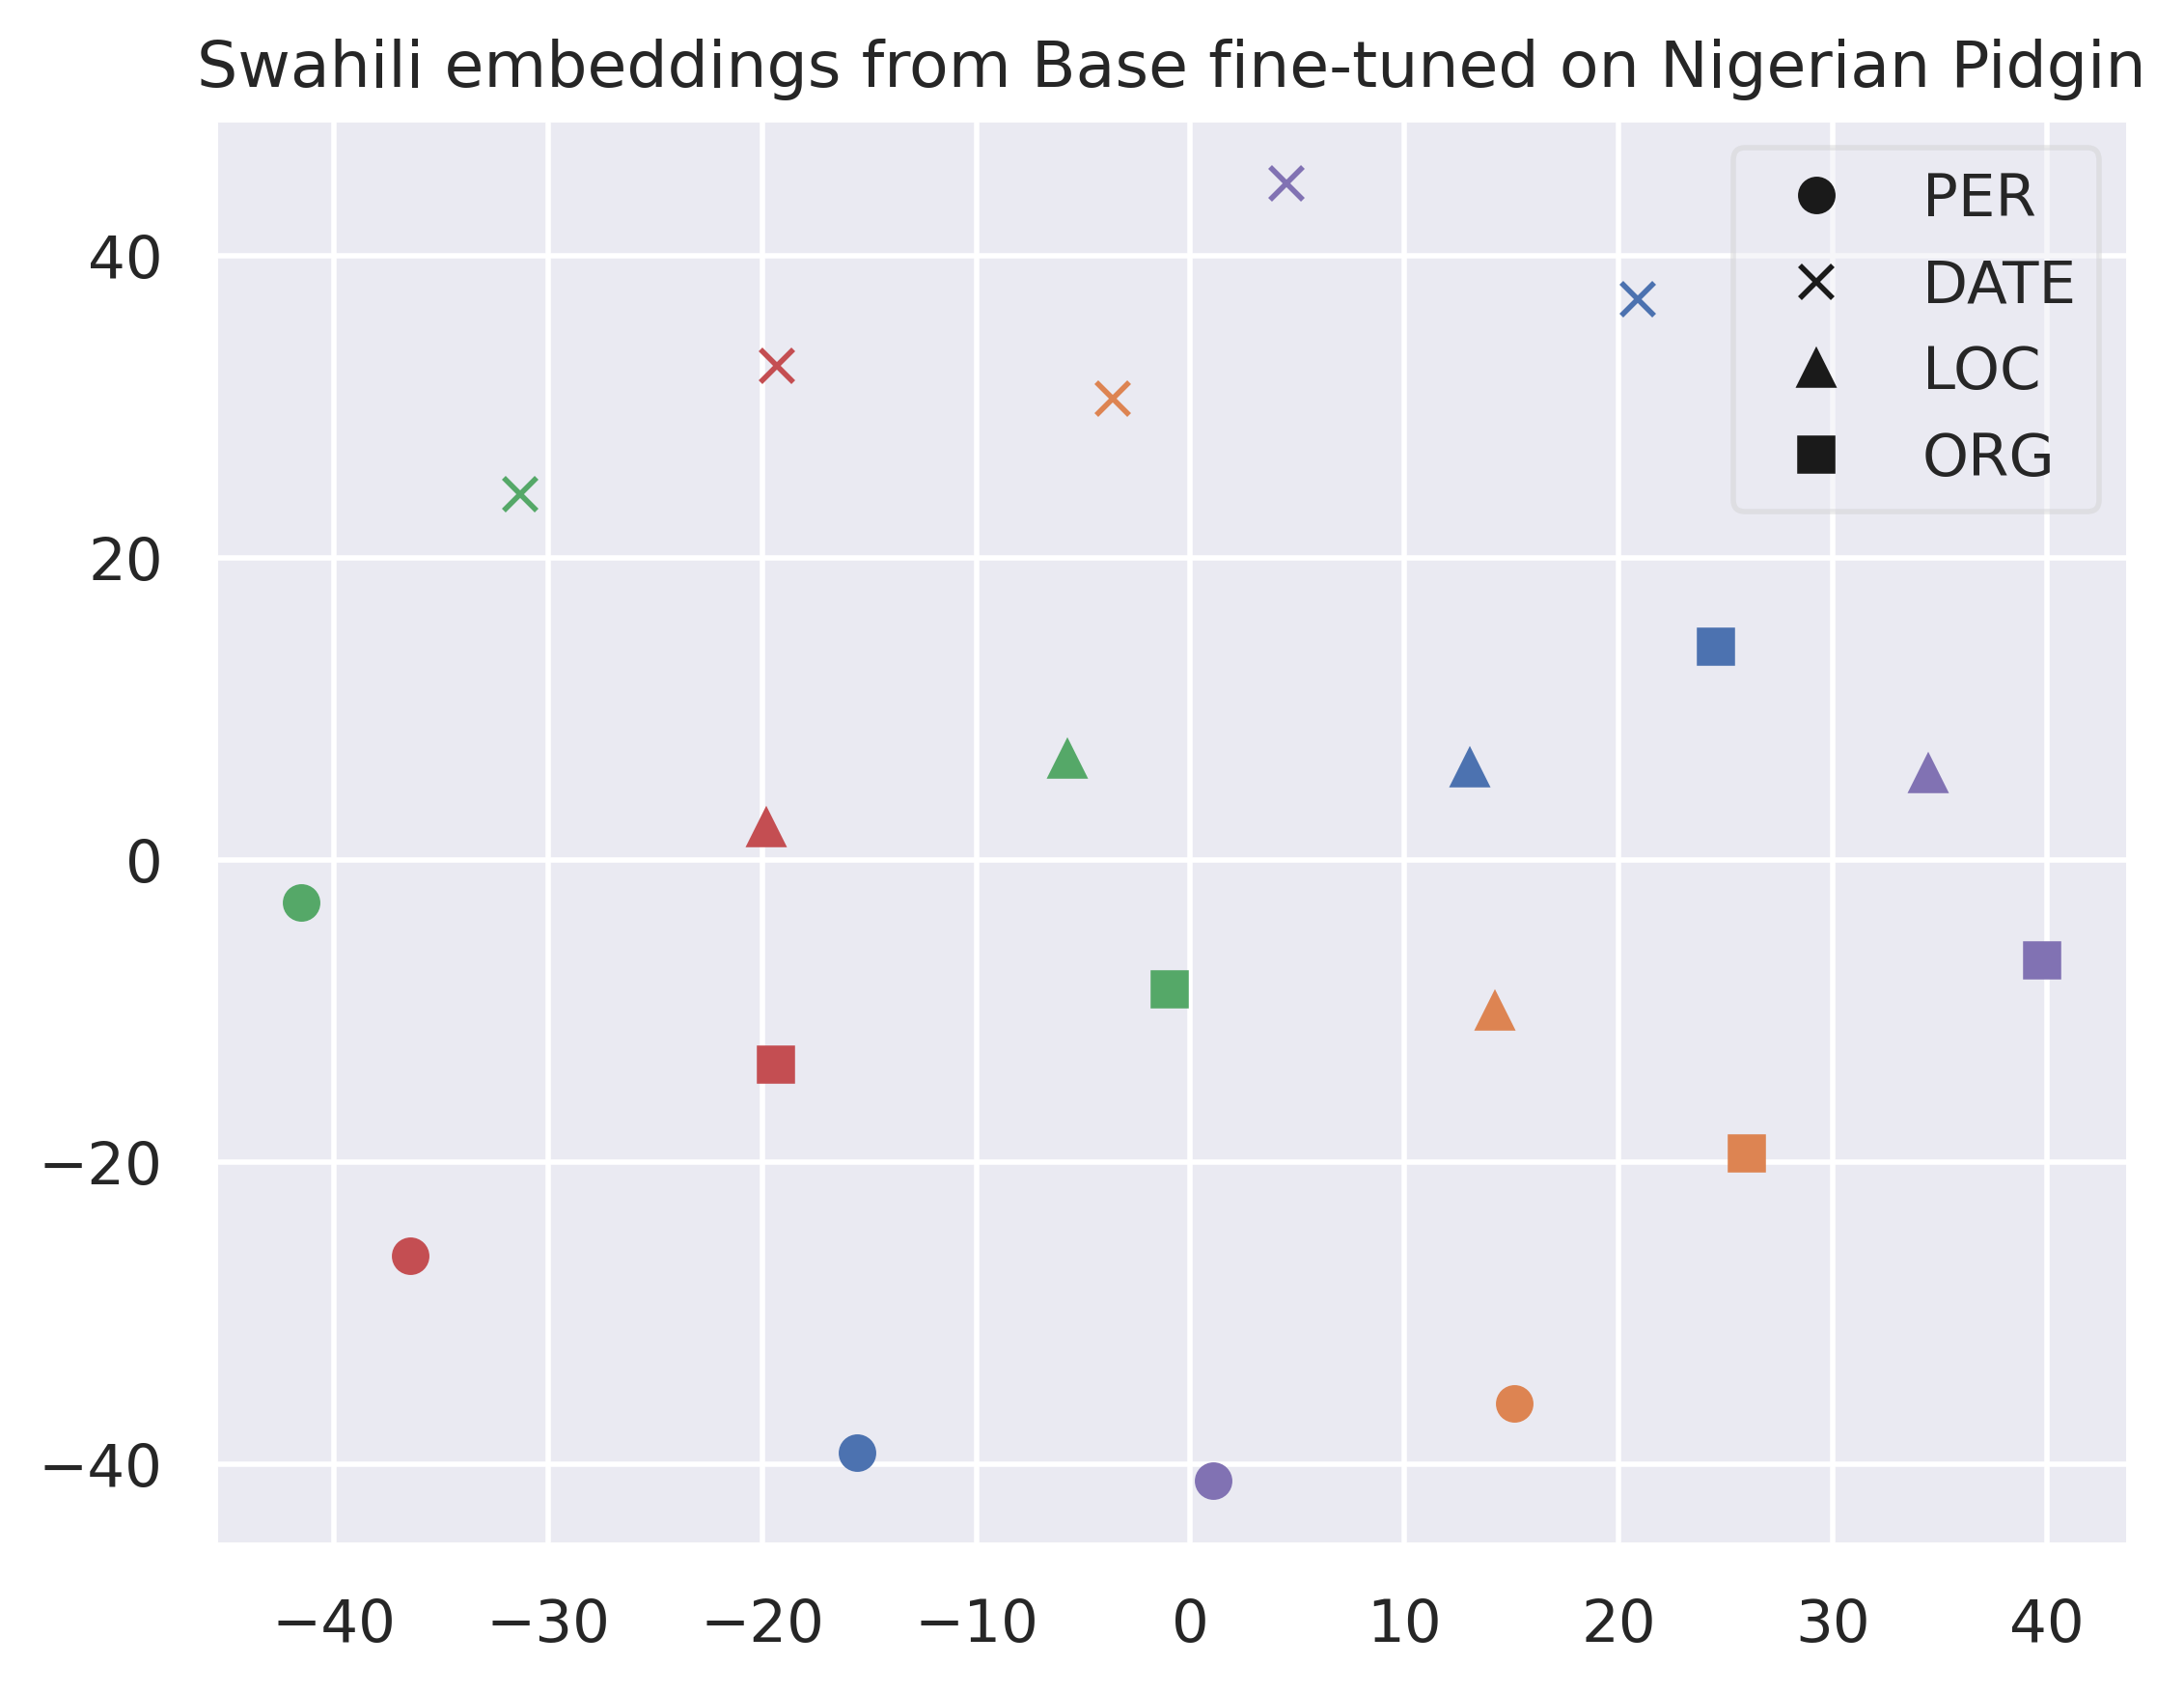 Swahili embeddings from Base fine-tuned on Nigerian Pidgin
PER
DATE
LOC
ORG
40
20
0
−20
−40
−40 −30 −20 −10 0 10 20 30 40